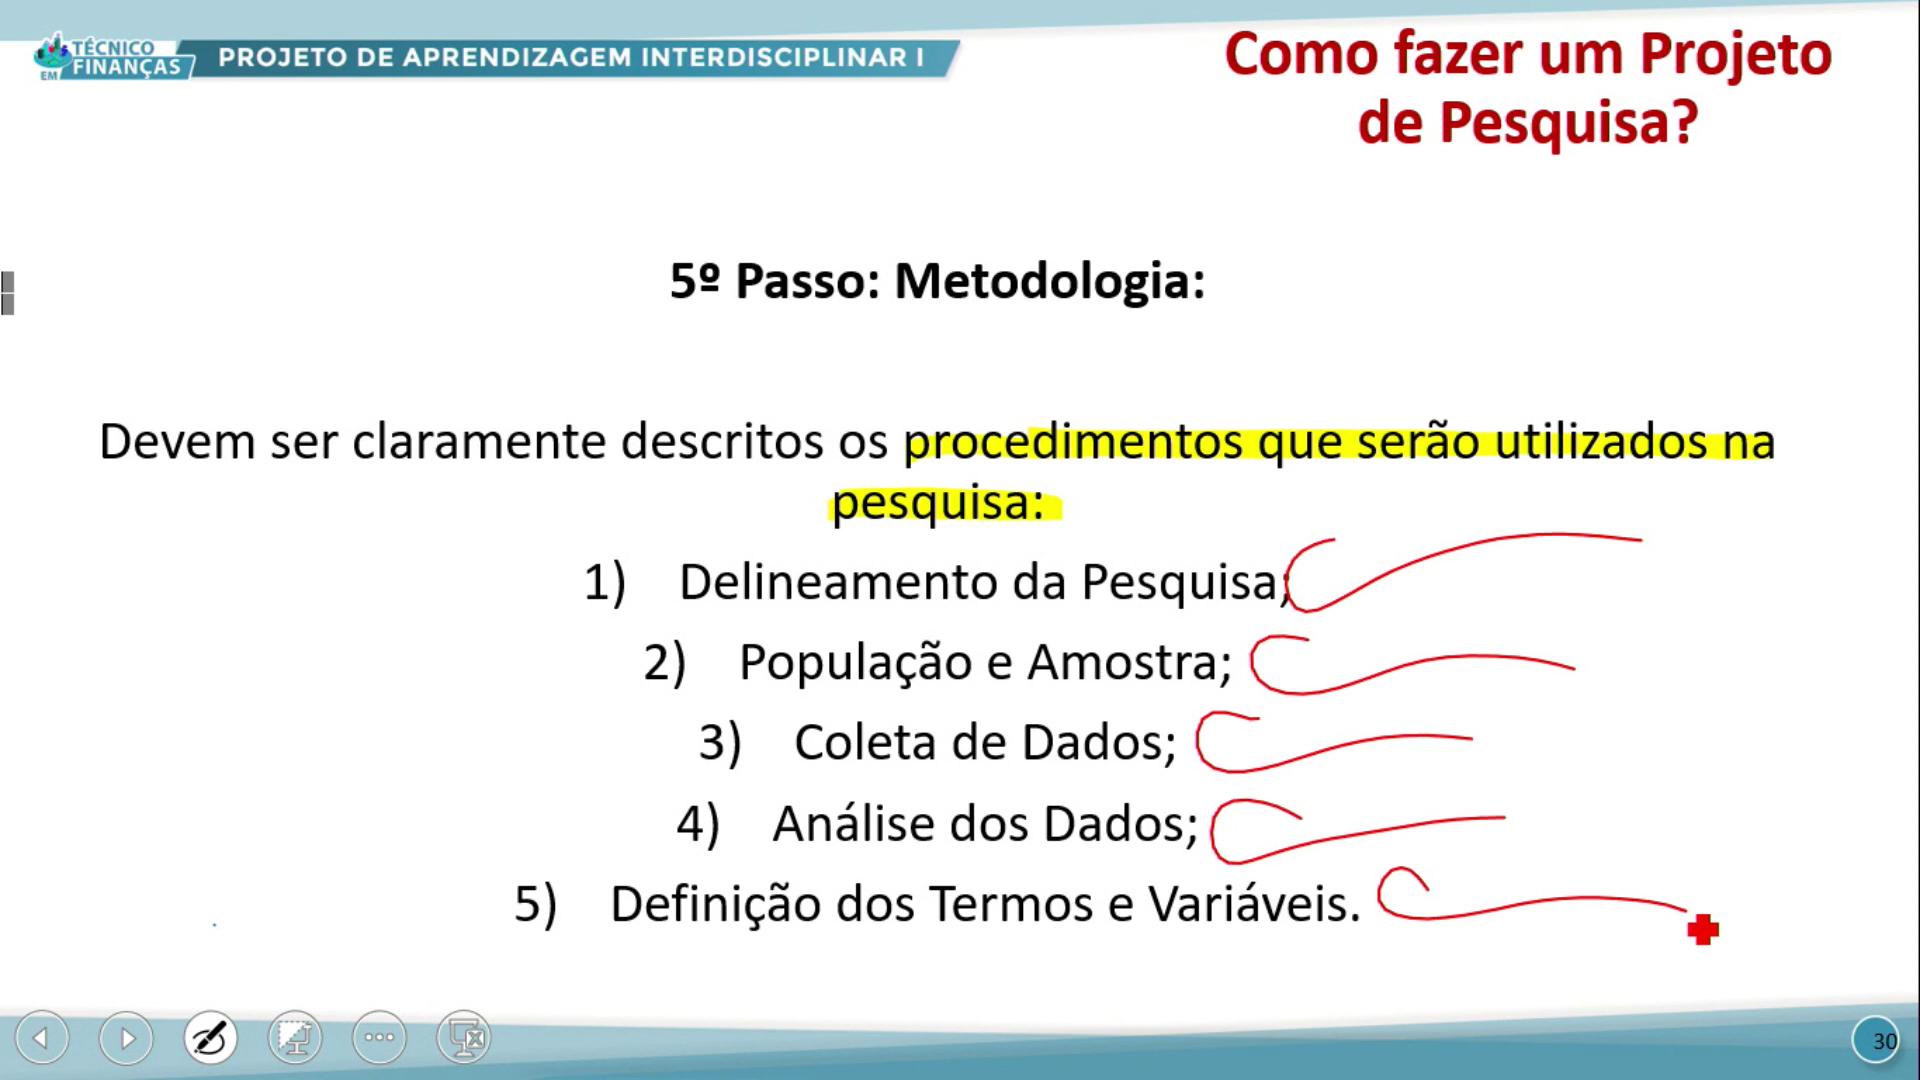 TÉCNICO
EM FINANÇAS
PROJETO DE APRENDIZAGEM INTERDISCIPLINAR I
Como fazer um Projeto
de Pesquisa?
5º Passo: Metodologia:
Devem ser claramente descritos os procedimentos que serão utilizados na
pesquisa:
1) Delineamento da Pesquisa;
2) População e Amostra;
3) Coleta de Dados;
4) Análise dos Dados;
5) Definição dos Termos e Variáveis.
30